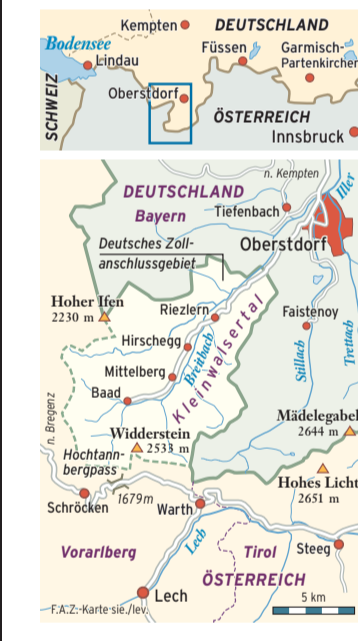 Kempten
DEUTSCHLAND
Bodensee
Füssen
Garmisch-
Partenkirchen
Lindau
SCHWEIZ
Oberstdorf
ÖSTERREICH
Innsbruck
n. Kempten
Iller
DEUTSCHLAND
Bayern
Tiefenbach
Oberstdorf
Deutsches Zoll-
anschlussgebiet
Hoher Ifen
2230 m
Riezlern
Faistenoy
Hirschegg
Breitbach
Kleinwalsertal
Stillach
Trettach
Mittelberg
Baad
n. Bregenz
Widderstein
2533 m
Mädelegabel
2644 m
Hochtann-
bergpass
1679m
Hohes Licht
2651 m
Schröcken
Warth
Lech
Vorarlberg
Tirol
Steeg
ÖSTERREICH
Lech
5 km
F.A.Z.-Karte sie./lev.